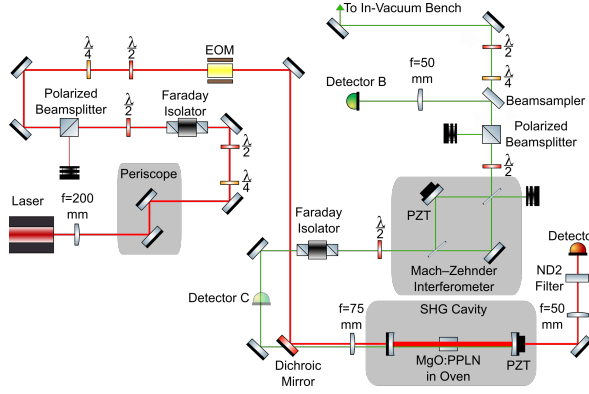 To In-Vacuum Bench
λ
2
λ
4
EOM
λ
4
λ
2
f=50
mm
Detector B
Beamsampler
Polarized
Beamsplitter
λ
2
Faraday
Isolator
Polarized
Beamsplitter
λ
2
λ
2
λ
4
Periscope
Laser
f=200
mm
PZT
Mach–Zehnder
Interferometer
Faraday
Isolator
λ
2
Detector C
Detecto
ND2
Filter
f=50
mm
f=75
mm
SHG Cavity
MgO:PPLN
in Oven
PZT
Dichroic
Mirror